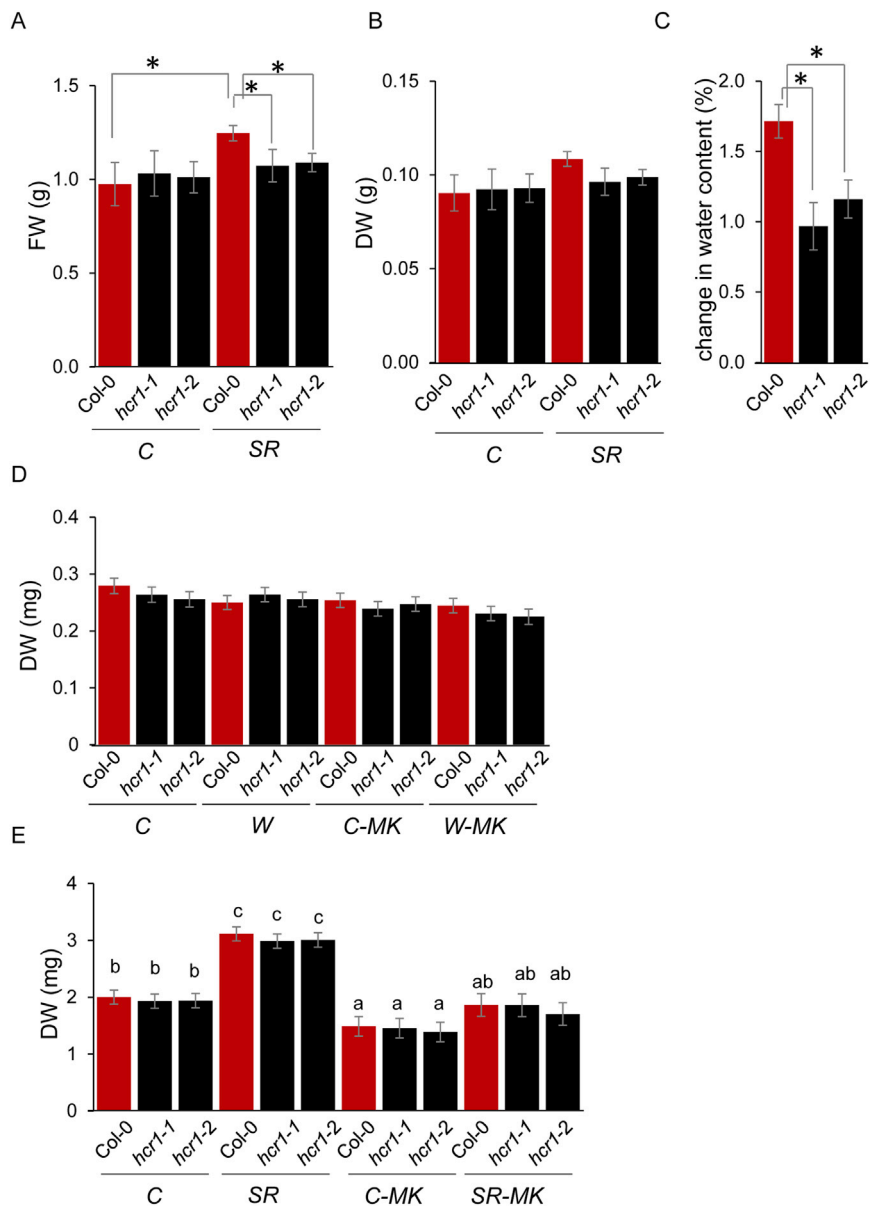 A
FW (g)
1.5
1.0
0.5
0.0
*
*
*
Col-0 hcr1-1 hcr1-2 Col-0 hcr1-1 hcr1-2
C SR
B
DW (g)
0.15
0.10
0.05
0.00
Col-0 hcr1-1 hcr1-2 Col-0 hcr1-1 hcr1-2
C SR
C
change in water content (%)
2.0
1.5
1.0
0.5
0.0
*
*
Col-0 hcr1-1 hcr1-2
D
DW (mg)
0.4
0.3
0.2
0.1
0
Col-0 hcr1-1 hcr1-2 Col-0 hcr1-1 hcr1-2 Col-0 hcr1-1 hcr1-2 Col-0 hcr1-1 hcr1-2
C W C-MK W-MK
E
DW (mg)
4
3
2
1
0
b b b c c c a a a ab ab ab
Col-0 hcr1-1 hcr1-2 Col-0 hcr1-1 hcr1-2 Col-0 hcr1-1 hcr1-2 Col-0 hcr1-1 hcr1-2
C SR C-MK SR-MK